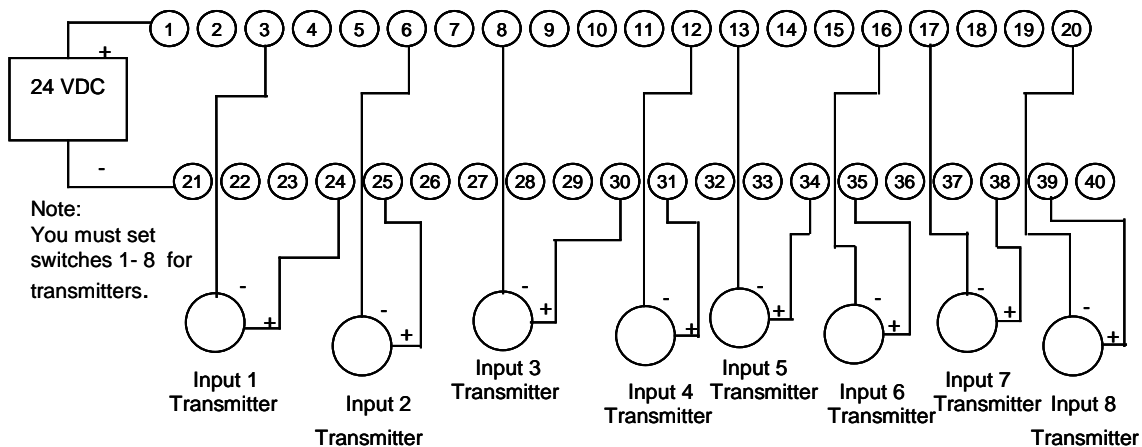 1 2 3 4 5 6 7 8 9 10 11 12 13 14 15 16 17 18 19 20
+
24 VDC
-
21 22 23 24 25 26 27 28 29 30 31 32 33 34 35 36 37 38 39 40
Note:
You must set
switches 1- 8 for
transmitters.
- +
Input 1
Transmitter
- +
Input 2
Transmitter
- +
Input 3
Transmitter
- +
Input 4
Transmitter
- +
Input 5
Transmitter
- +
Input 6
Transmitter
- +
Input 7
Transmitter
- +
Input 8
Transmitter